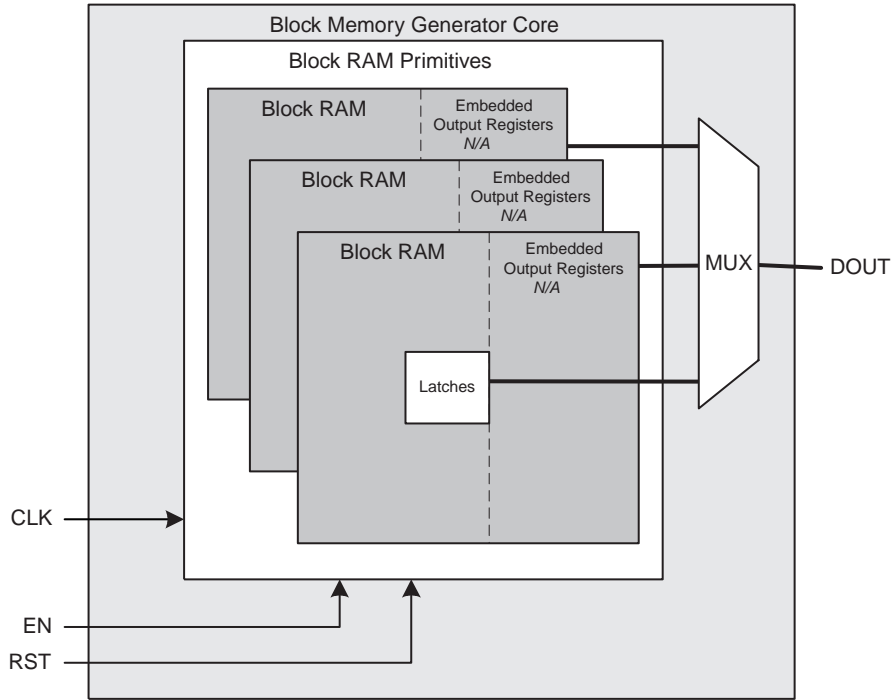 Block Memory Generator Core
Block RAM Primitives
Block RAM
Embedded
Output Registers
N/A
Block RAM
Embedded
Output Registers
N/A
Block RAM
Embedded
Output Registers
N/A
MUX
DOUT
Latches
CLK
EN
RST